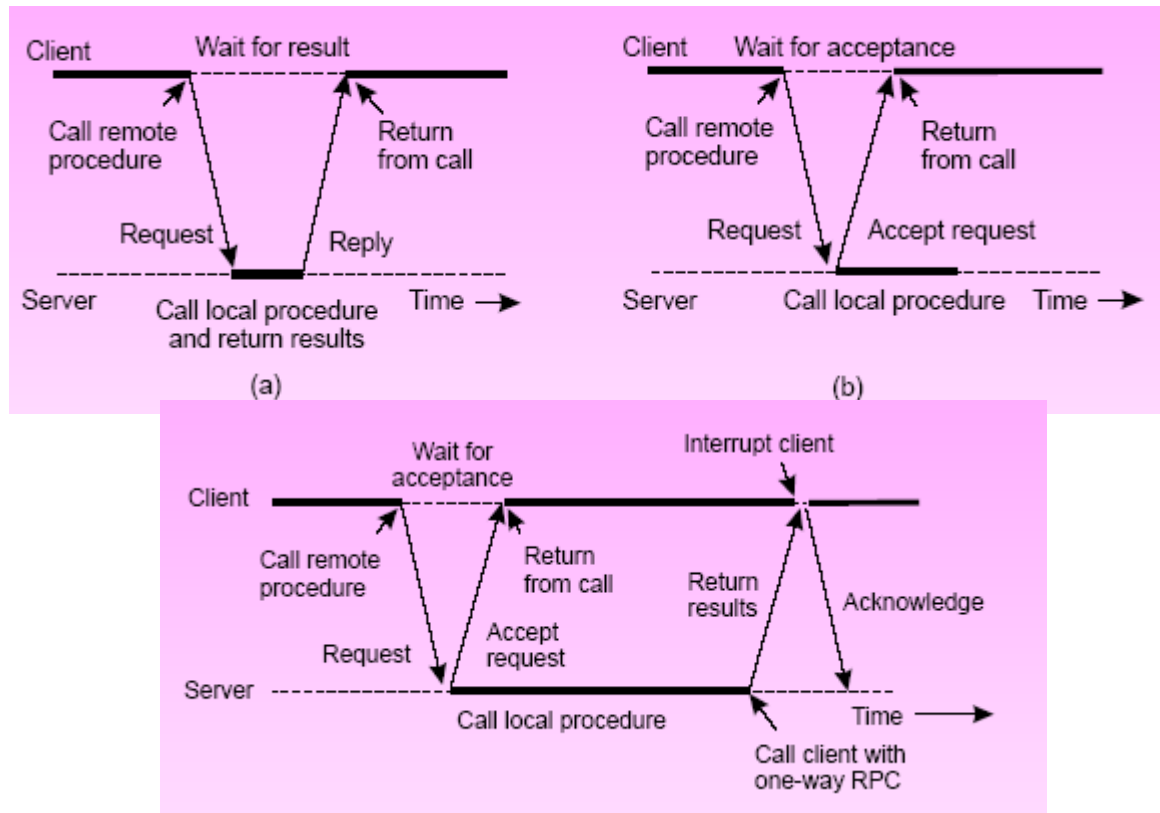 Client
Wait for result
Call remote
procedure
Return
from call
Request
Reply
Server
Call local procedure
and return results
Time
(a)
Client
Wait for acceptance
Call remote
procedure
Return
from call
Request
Accept request
Server
Call local procedure
Time
(b)
Interrupt client
Wait for
acceptance
Client
Call remote
procedure
Return
from call
Return
results
Acknowledge
Request
Accept
request
Server
Call local procedure
Time
Call client with
one-way RPC